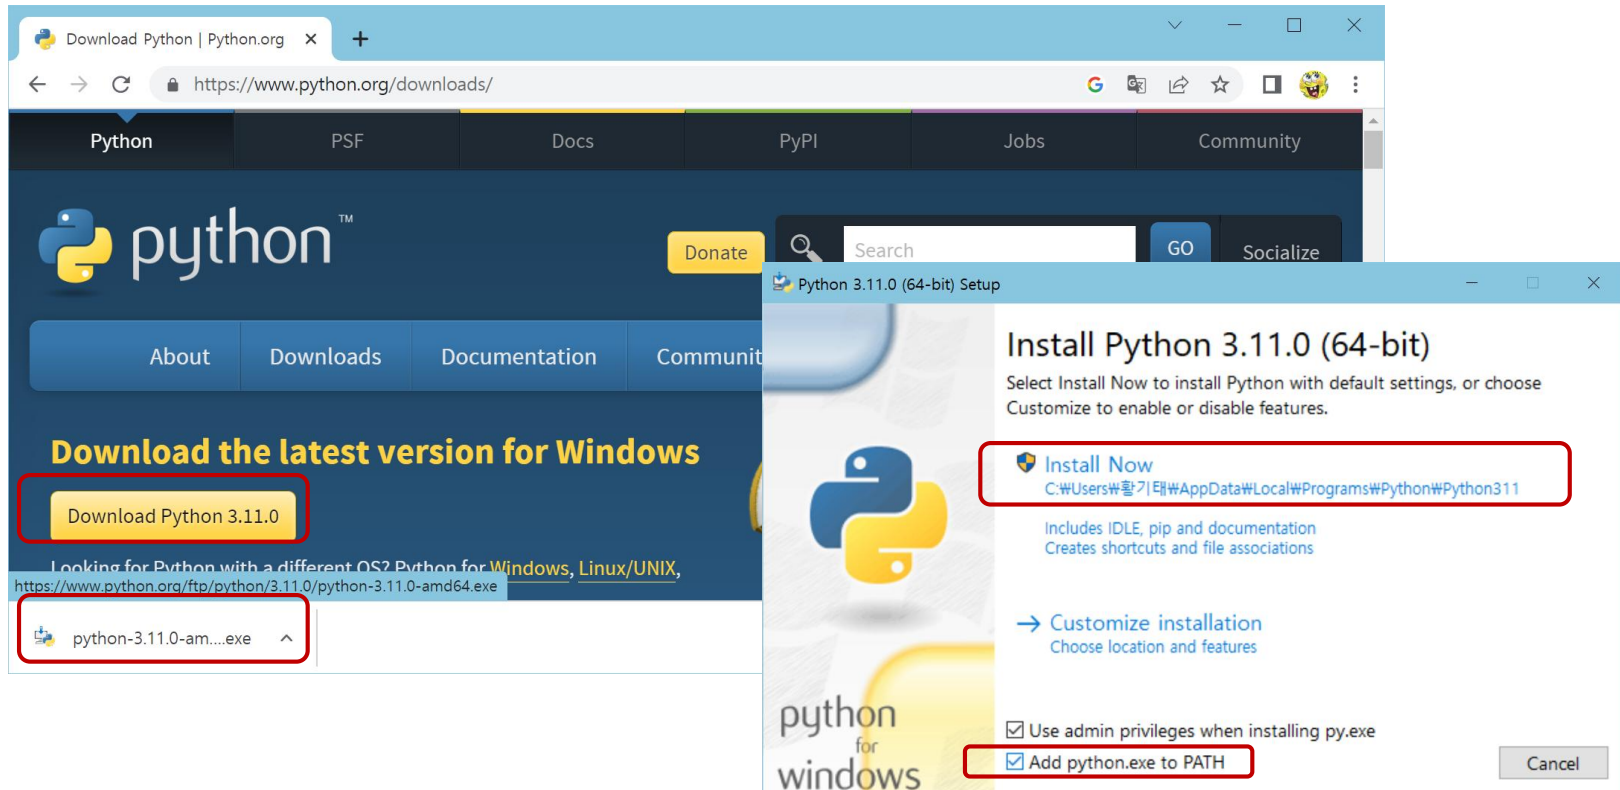 Download Python | Python.org
https://www.python.org/downloads/
Python PSF Docs PyPI Jobs Community
python™
Donate
Search
GO
Socialize
About Downloads Documentation Communit
Download the latest version for Windows
Download Python 3.11.0
Looking for Python with a different OS? Python for Windows, Linux/UNIX,
https://www.python.org/ftp/python/3.11.0/python-3.11.0-amd64.exe
python-3.11.0-am....exe
Python 3.11.0 (64-bit) Setup
Install Python 3.11.0 (64-bit)
Select Install Now to install Python with default settings, or choose
Customize to enable or disable features.
Install Now
C:₩Users₩황기태₩AppData₩Local₩Programs₩Python₩Python311
Includes IDLE, pip and documentation
Creates shortcuts and file associations
Customize installation
Choose location and features
python
for
windows
Use admin privileges when installing py.exe
Add python.exe to PATH
Cancel